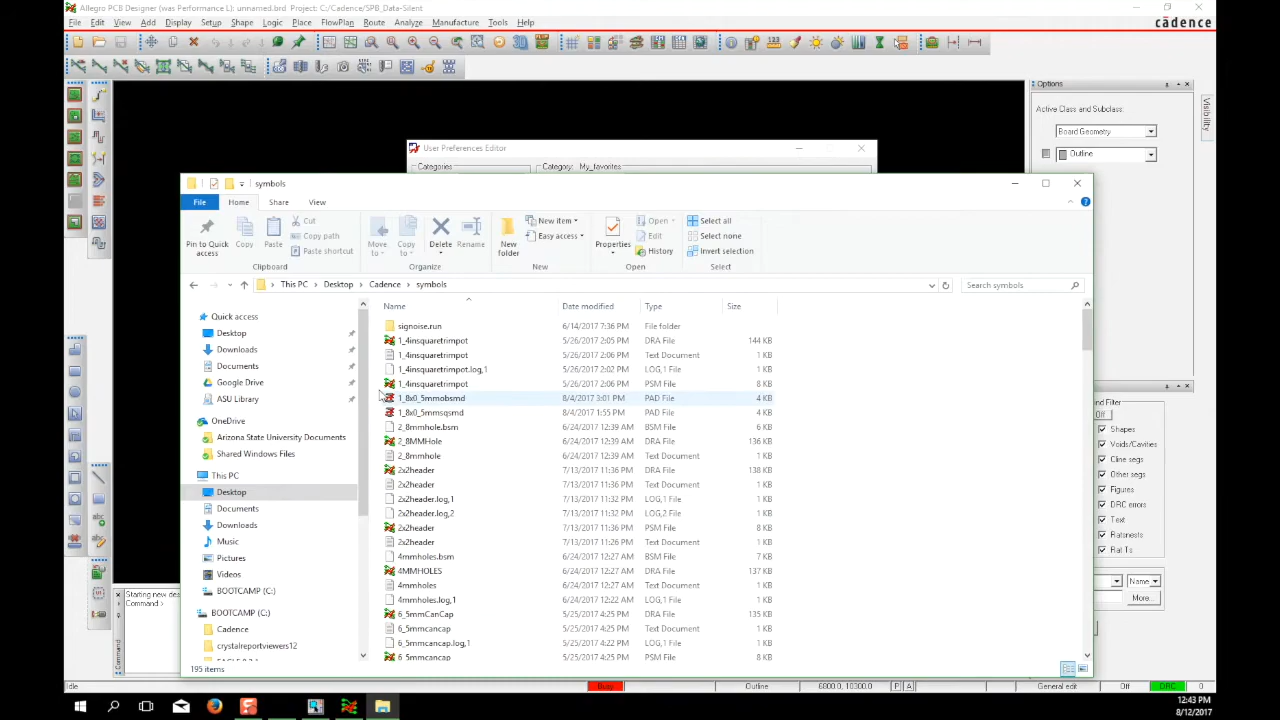 Allegro PCB Designer (was Performance L): unnamed.brd Project: C:/Cadence/SPB_Data-Silent
File Edit View Add Display Setup Shape Logic Place FlowPlan Route Analyze Manufacture Tools Help
cādence
Options
Active Class and Subclass:
Board Geometry
Outline
Visibility
User Preferences Editor
Categories
Category: My_favorites
symbols
File Home Share View
Pin to Quick access
Copy
Paste
Cut
Copy path
Paste shortcut
Clipboard
Move to
Copy to
Delete
Rename
Organize
New folder
New item
Easy access
New
Properties
Open
Edit
History
Open
Select all
Select none
Invert selection
Select
This PC > Desktop > Cadence > symbols
Search symbols
Quick access
Desktop
Downloads
Documents
Google Drive
ASU Library
OneDrive
Arizona State University Documents
Shared Windows Files
This PC
Desktop
Documents
Downloads
Music
Pictures
Videos
BOOTCAMP (C:)
BOOTCAMP (C:)
Cadence
crystalreportviewers12
Name Date modified Type Size
signoise.run 6/14/2017 7:36 PM File folder
1_4insquaretrimpot 5/26/2017 2:05 PM DRA File 144 KB
1_4insquaretrimpot 5/26/2017 2:06 PM Text Document 1 KB
1_4insquaretrimpot.log,1 5/26/2017 2:02 PM LOG,1 File 1 KB
1_4insquaretrimpot 5/26/2017 2:06 PM PSM File 8 KB
1_8x0_5mmobsmd 8/4/2017 3:01 PM PAD File 4 KB
1_8x0_5mmsqsmd 8/4/2017 1:55 PM PAD File 4 KB
2_8mmhole.bsm 6/24/2017 12:39 AM BSM File 6 KB
2_8MMHole 6/24/2017 12:39 AM DRA File 136 KB
2_8mmhole 6/24/2017 12:39 AM Text Document 1 KB
2x2header 7/13/2017 11:36 PM DRA File 138 KB
2x2header 7/13/2017 11:36 PM Text Document 1 KB
2x2header.log,1 7/13/2017 11:36 PM LOG,1 File 1 KB
2x2header.log,2 7/13/2017 11:32 PM LOG,2 File 1 KB
2x2header 7/13/2017 11:36 PM PSM File 8 KB
2x2header 7/13/2017 11:26 PM Text Document 1 KB
4mmholes.bsm 6/24/2017 12:27 AM BSM File 7 KB
4MMHOLES 6/24/2017 12:27 AM DRA File 137 KB
4mmholes 6/24/2017 12:27 AM Text Document 1 KB
4mmholes.log,1 6/24/2017 12:22 AM LOG,1 File 1 KB
6_5mmCanCap 5/25/2017 4:25 PM DRA File 135 KB
6_5mmcancap 5/25/2017 4:25 PM Text Document 1 KB
6_5mmcancap.log,1 5/25/2017 4:22 PM LOG,1 File 1 KB
6_5mmcancap 5/25/2017 4:25 PM PSM File 8 KB
195 items
Find Filter
Off
Shapes
Voids/Cavities
Cline segs
Other segs
Figures
DRC errors
Text
Ratsnests
Rat Ts
Name
More...
Starting new des
Command >
Command
Idle
Busy
Outline
6800.0, 10300.0
P
A
General edit
Off
DRC
0
12:43 PM
8/12/2017